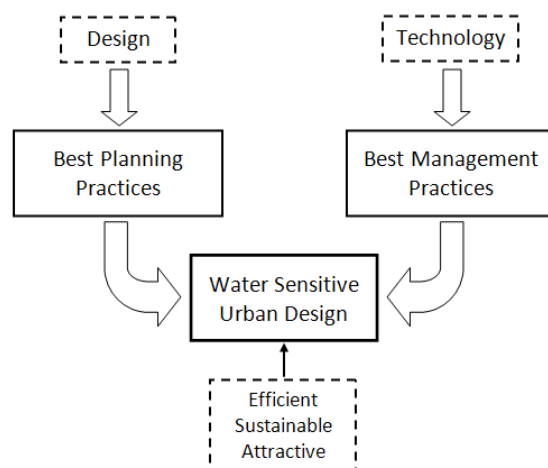 Design
Technology
Best Planning
Practices
Best Management
Practices
Water Sensitive
Urban Design
Efficient
Sustainable
Attractive